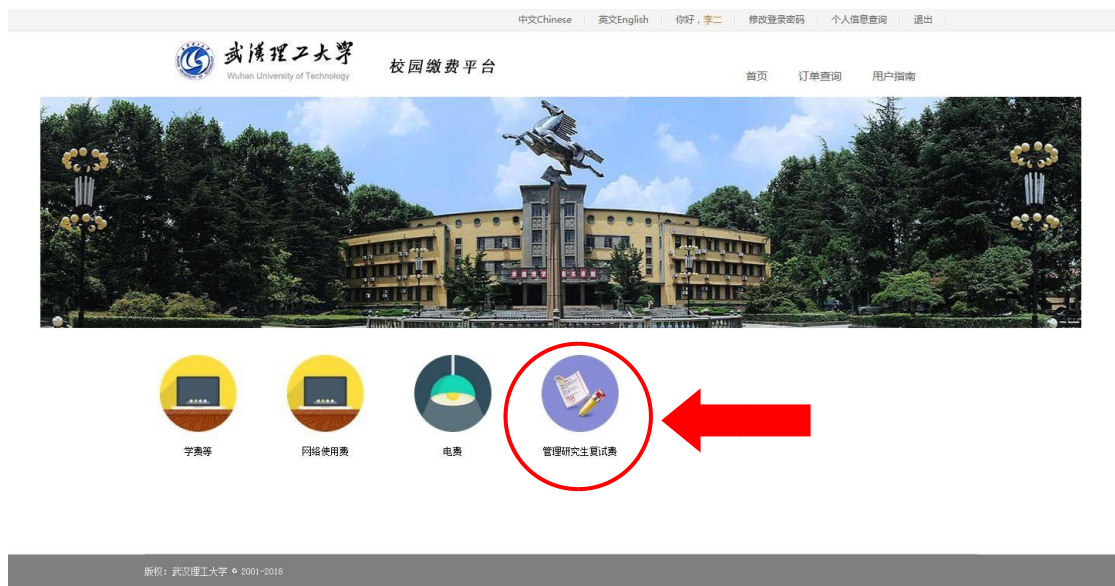 中文Chinese 英文English 你好，李二 修改登录密码 个人信息查询 退出
武汉理工大学
Wuhan University of Technology
校园缴费平台
首页 订单查询 用户指南
学费等 网络使用费 电费 管理研究生复试费
版权：武汉理工大学 © 2001-2018